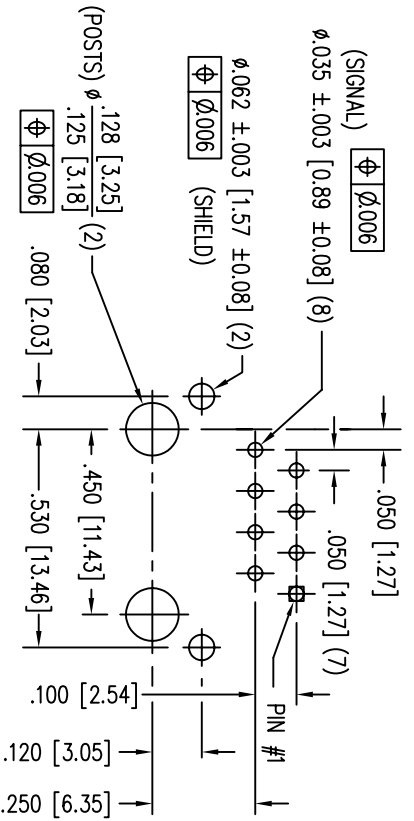 (SIGNAL)
⌖ Ø.006
ø.035 ±.003 [0.89 ±0.08] (8)
⌖ Ø.006
ø.062 ±.003 [1.57 ±0.08] (2)
(SHIELD)
(POSTS) ø .128 [3.25]
.125 [3.18] (2)
⌖ Ø.006
.080 [2.03]
.050 [1.27]
.050 [1.27] (7)
.450 [11.43]
.530 [13.46]
PIN #1
.100 [2.54]
.120 [3.05]
.250 [6.35]